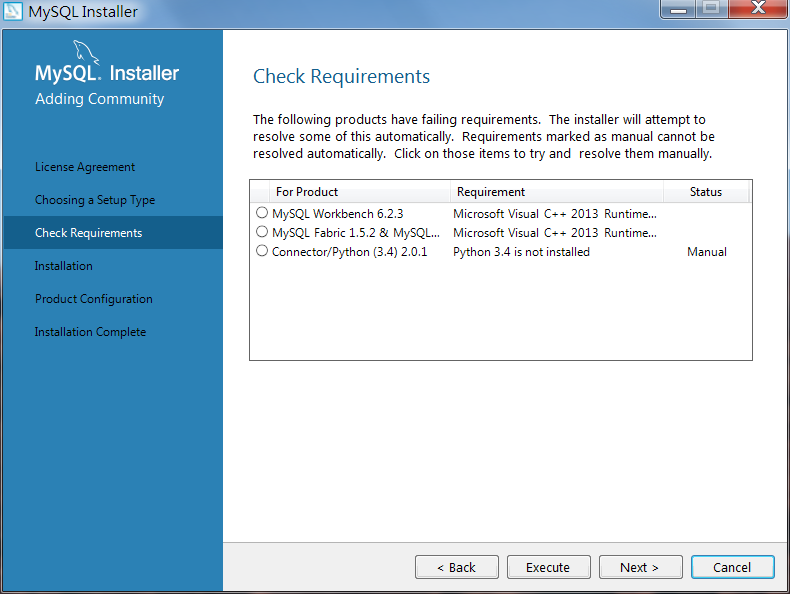 MySQL Installer
MySQL. Installer
Adding Community
License Agreement
Choosing a Setup Type
Check Requirements
Installation
Product Configuration
Installation Complete
Check Requirements
The following products have failing requirements. The installer will attempt to
resolve some of this automatically. Requirements marked as manual cannot be
resolved automatically. Click on those items to try and resolve them manually.
For Product Requirement Status
MySQL Workbench 6.2.3 Microsoft Visual C++ 2013 Runtime...
MySQL Fabric 1.5.2 & MySQL... Microsoft Visual C++ 2013 Runtime...
Connector/Python (3.4) 2.0.1 Python 3.4 is not installed Manual
< Back Execute Next > Cancel